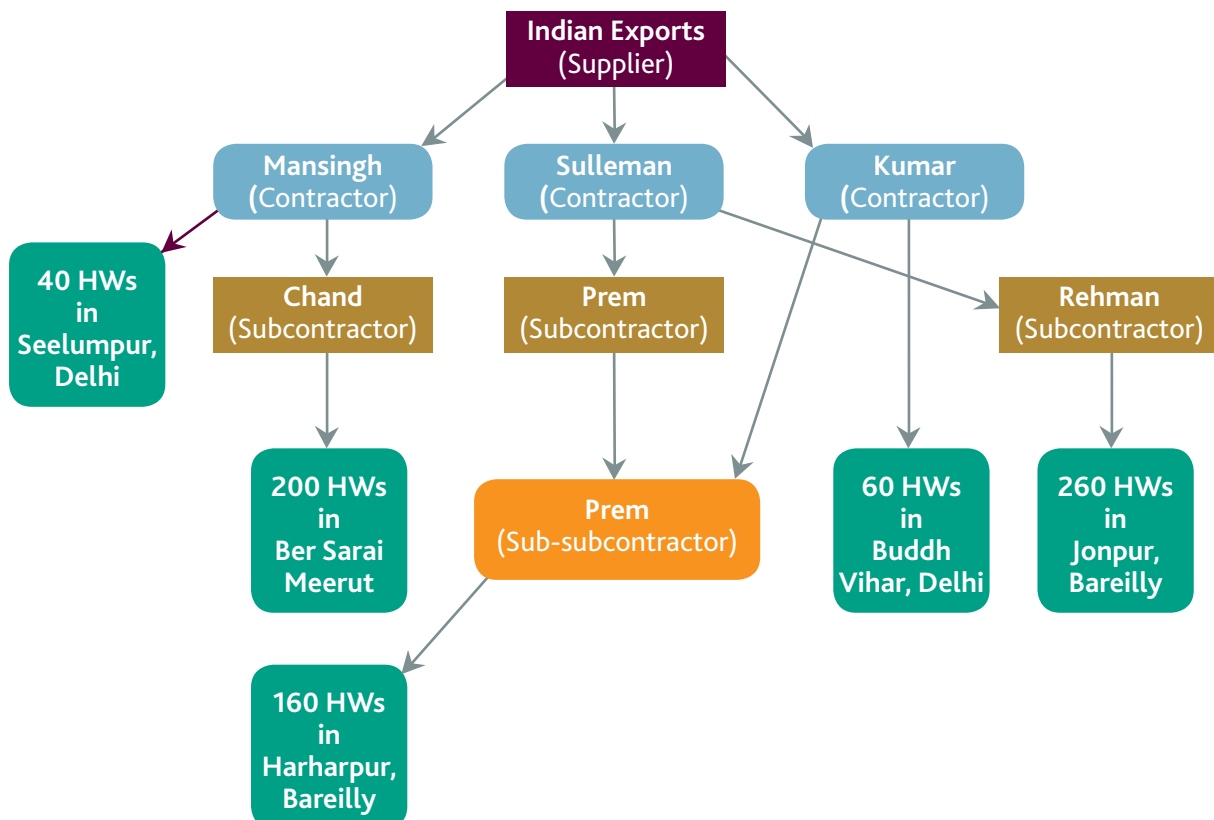 Indian Exports
(Supplier)
Mansingh
(Contractor)
Sulleman
(Contractor)
Kumar
(Contractor)
40 HWs
in
Seelumpur,
Delhi
Chand
(Subcontractor)
Prem
(Subcontractor)
Rehman
(Subcontractor)
200 HWs
in
Ber Sarai
Meerut
Prem
(Sub-subcontractor)
60 HWs
in
Buddh
Vihar, Delhi
260 HWs
in
Jonpur,
Bareilly
160 HWs
in
Harharpur,
Bareilly